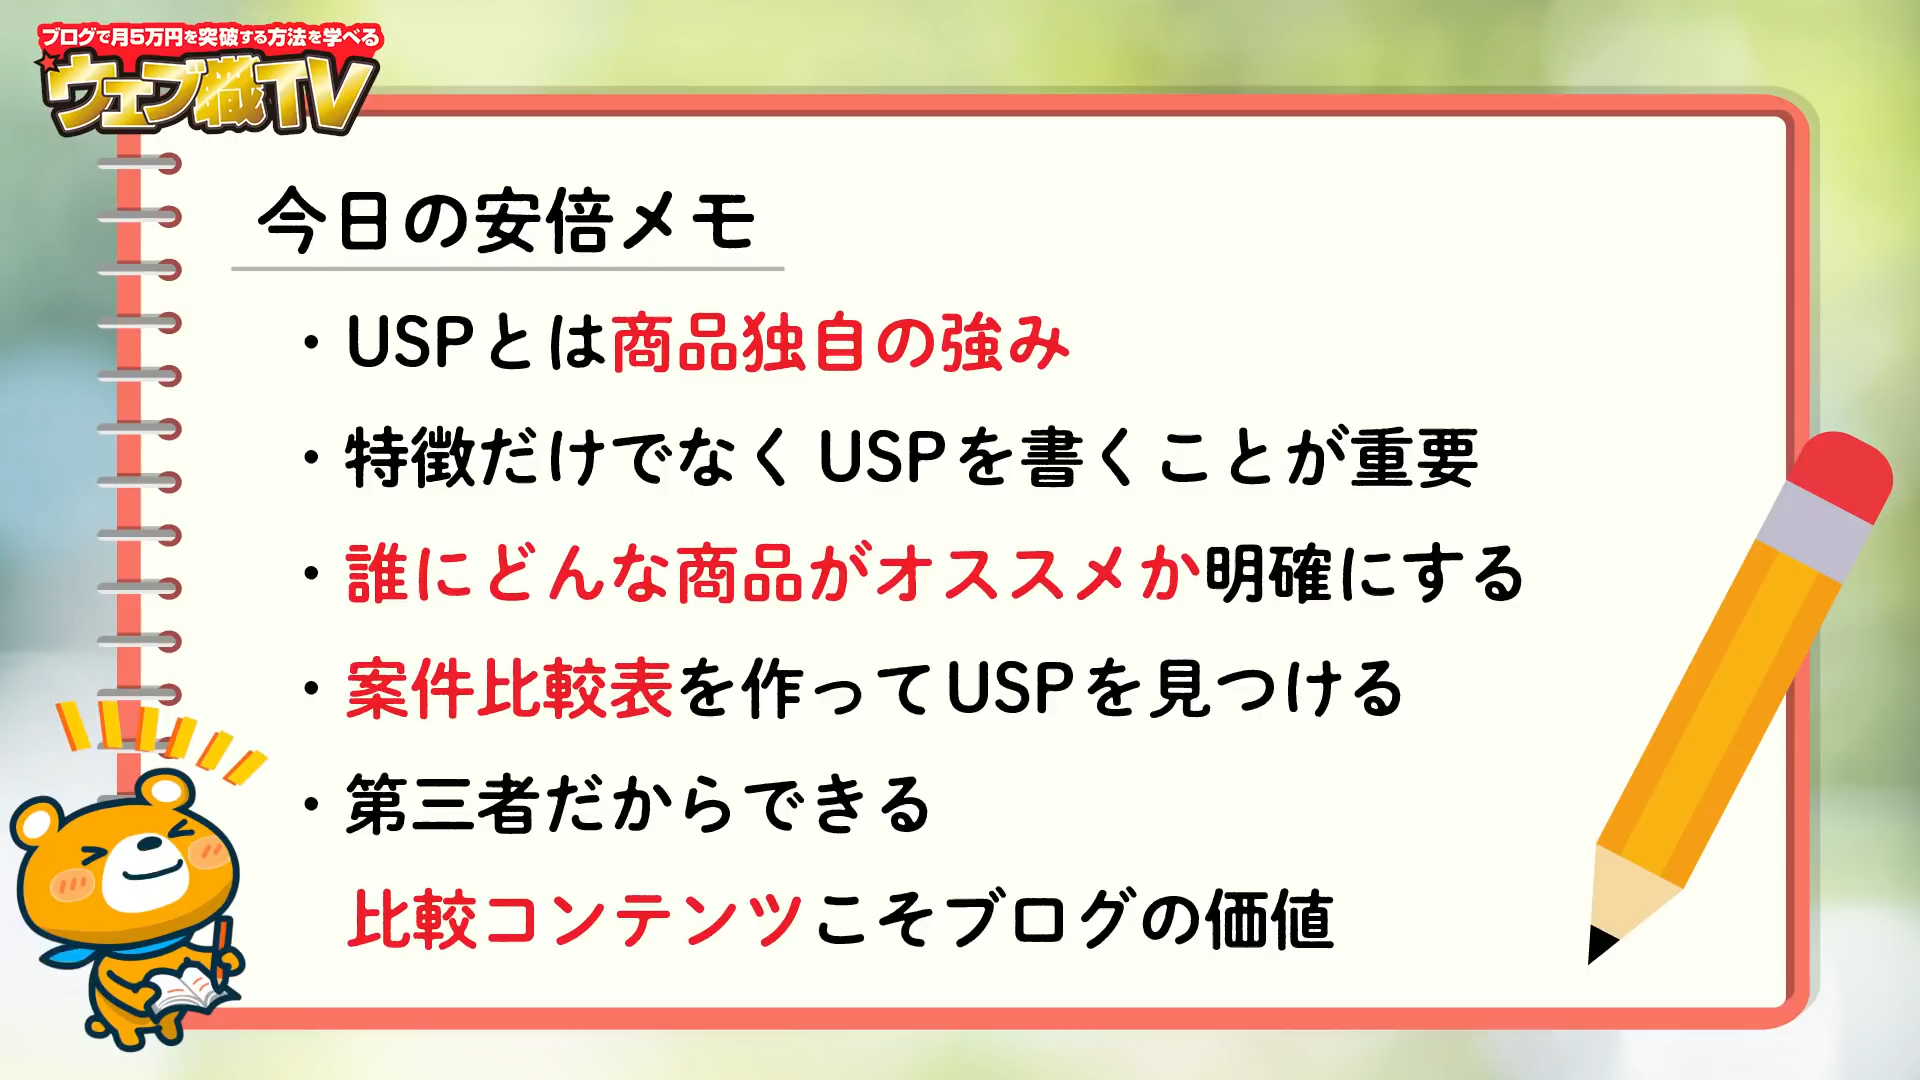 ブログで月5万円を突破する方法を学べる
ウェブ職TV
今日の安倍メモ
・USPとは商品独自の強み
・特徴だけでなくUSPを書くことが重要
・誰にどんな商品がオススメか明確にする
・案件比較表を作ってUSPを見つける
・第三者だからできる
比較コンテンツこそブログの価値